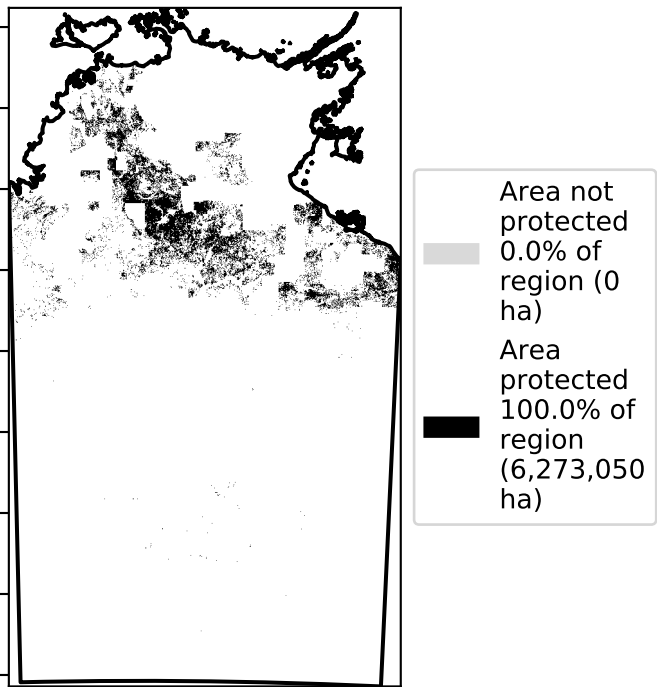 Area not
protected
0.0% of
region (0
ha)
Area
protected
100.0% of
region
(6,273,050
ha)